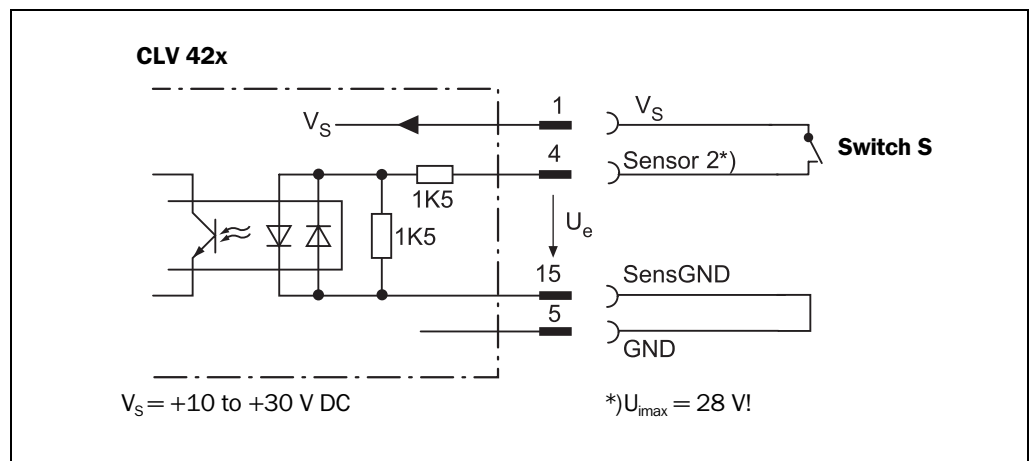 CLV 42x
1
V_S
V_S
4
Switch S
Sensor 2*)
1K5
1K5
U_e
15
SensGND
5
GND
V_S = +10 to +30 V DC
*)U_imax = 28 V!